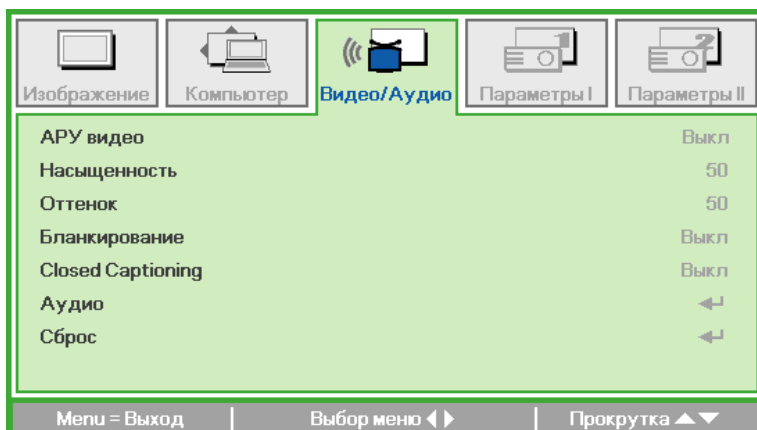 Изображение Компьютер Видео/Аудио Параметры I Параметры II
АРУ видео Выкл
Насыщенность 50
Оттенок 50
Бланкирование Выкл
Closed Captioning Выкл
Аудио
Сброс
Menu = Выход Выбор меню Прокрутка